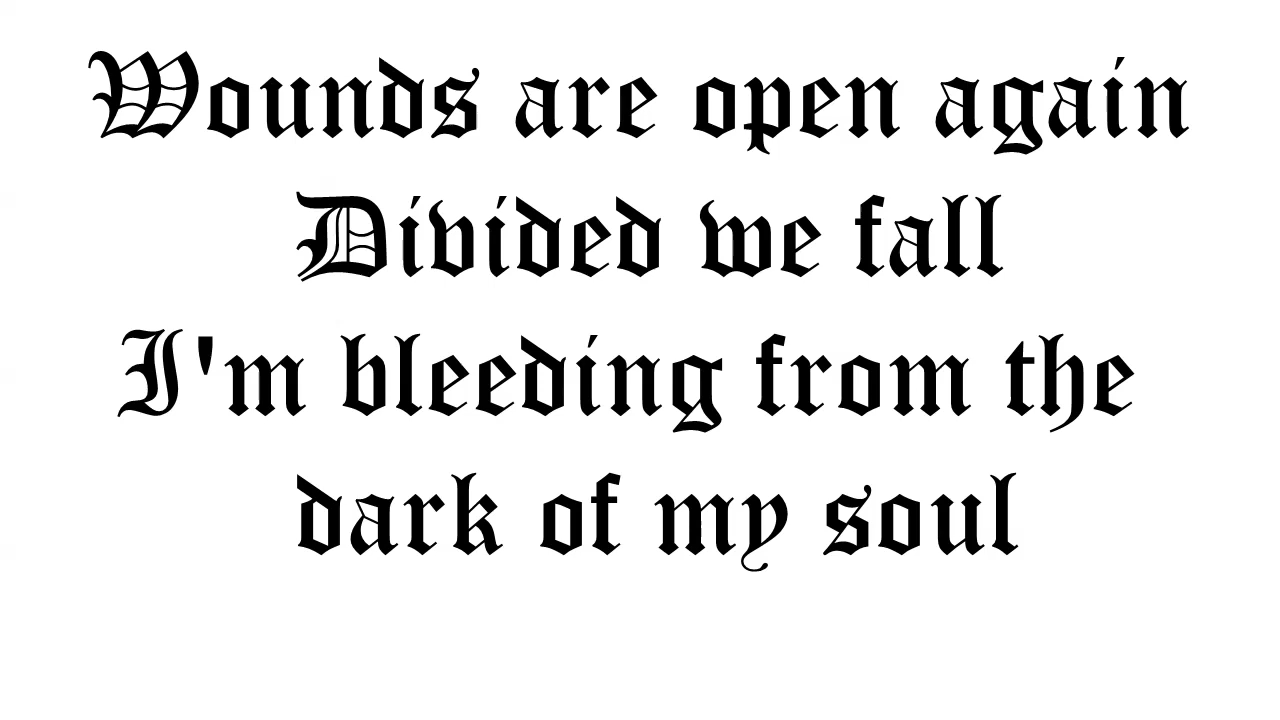 Wounds are open again
Divided we fall
I'm bleeding from the
dark of my soul